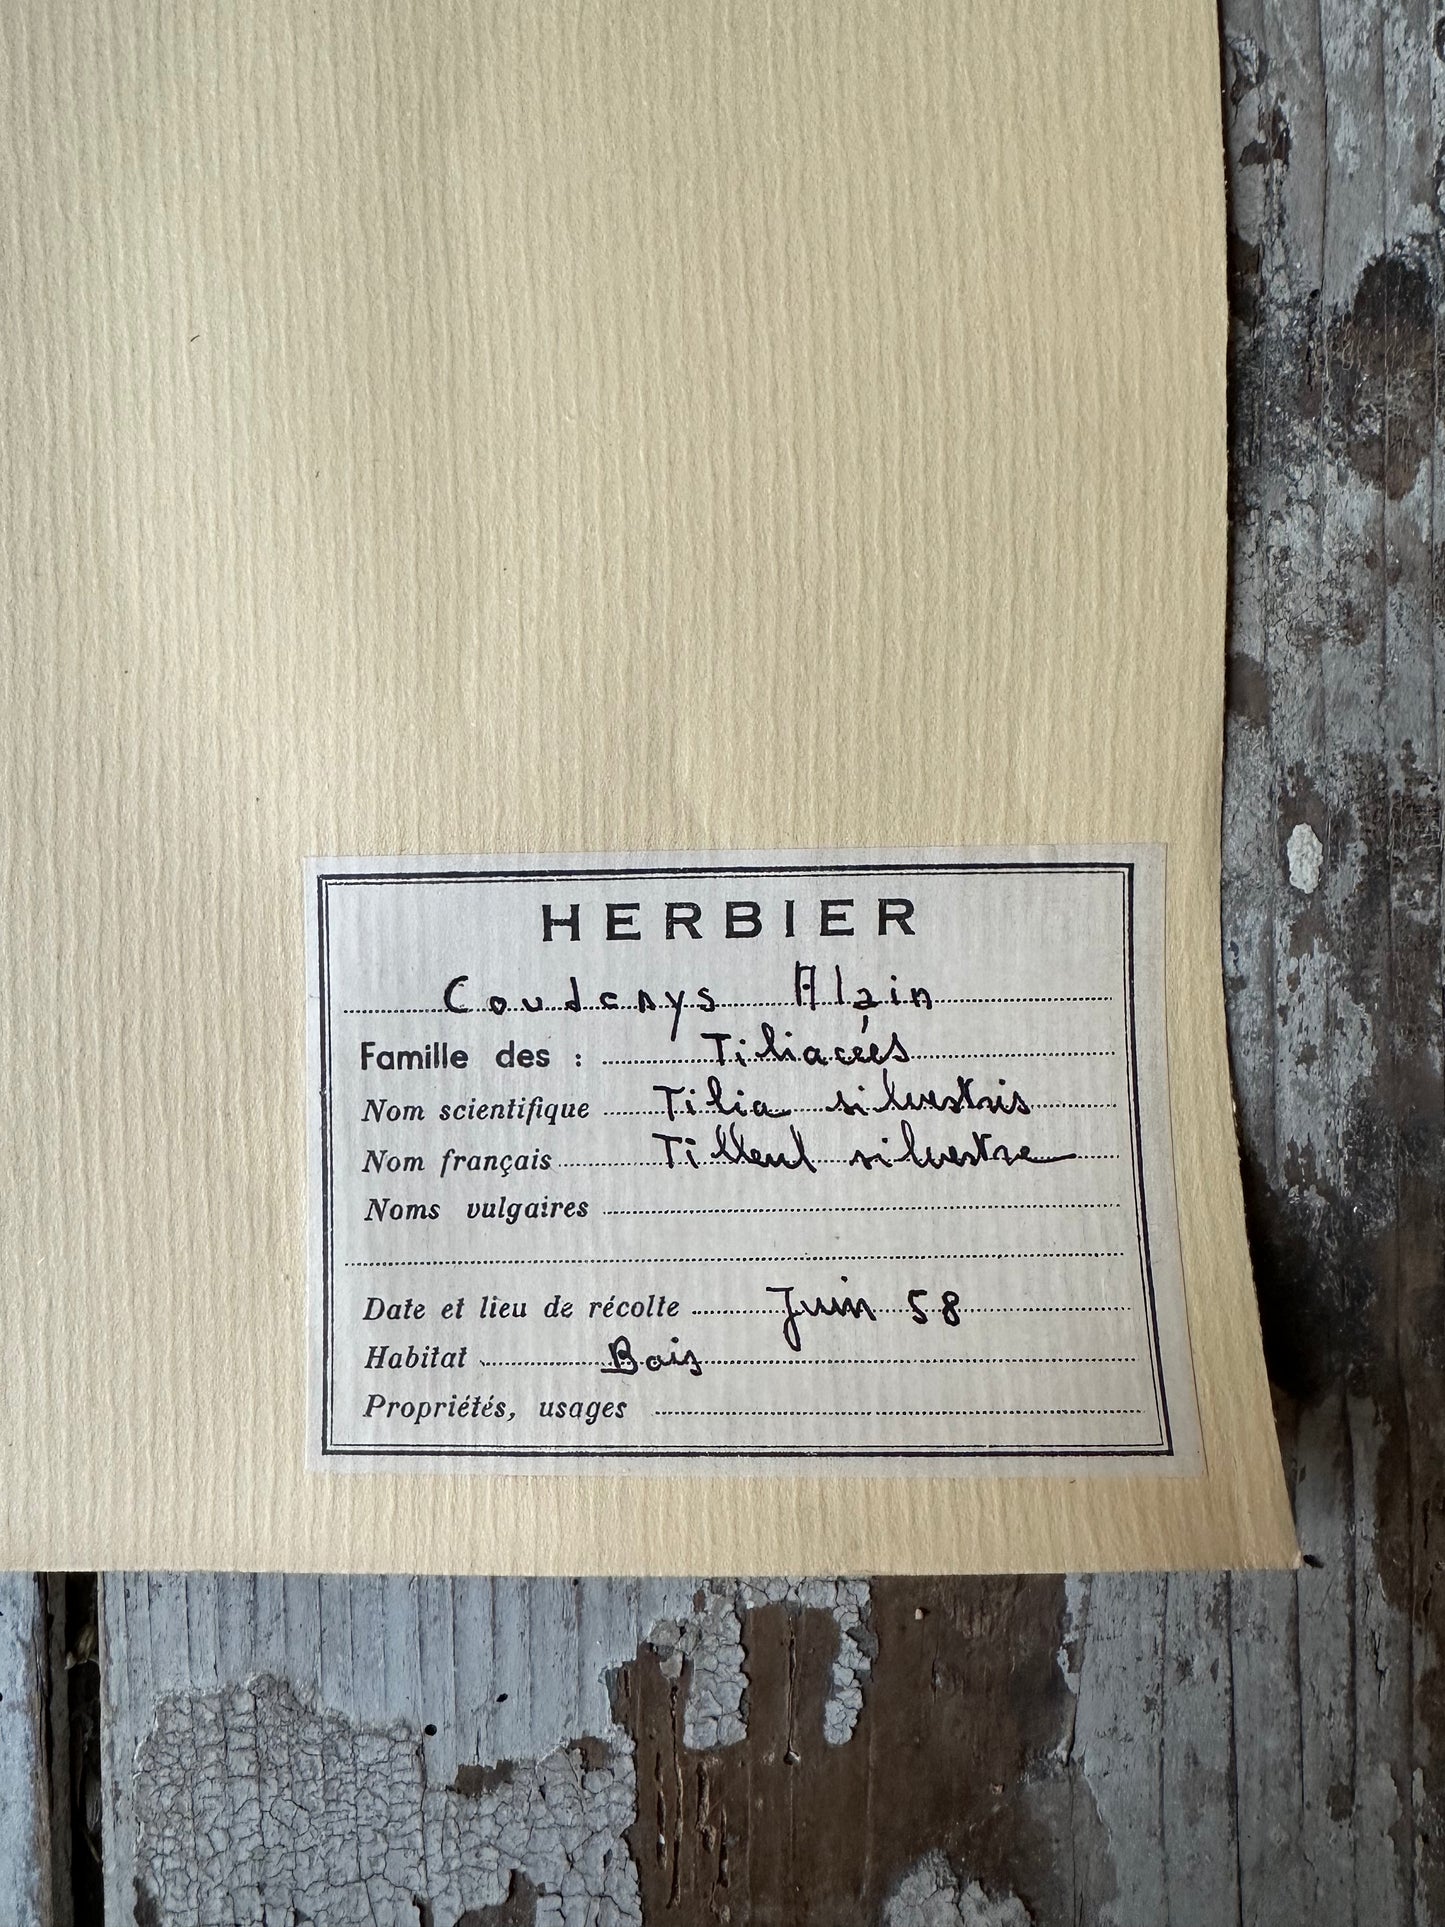 HERBIER
Coudanys Alain
Famille des : Tiliacées
Nom scientifique Tilia silvestris
Nom français Tilleul silvestre
Noms vulgaires
Date et lieu de récolte Juin 58
Habitat Bois
Propriétés, usages